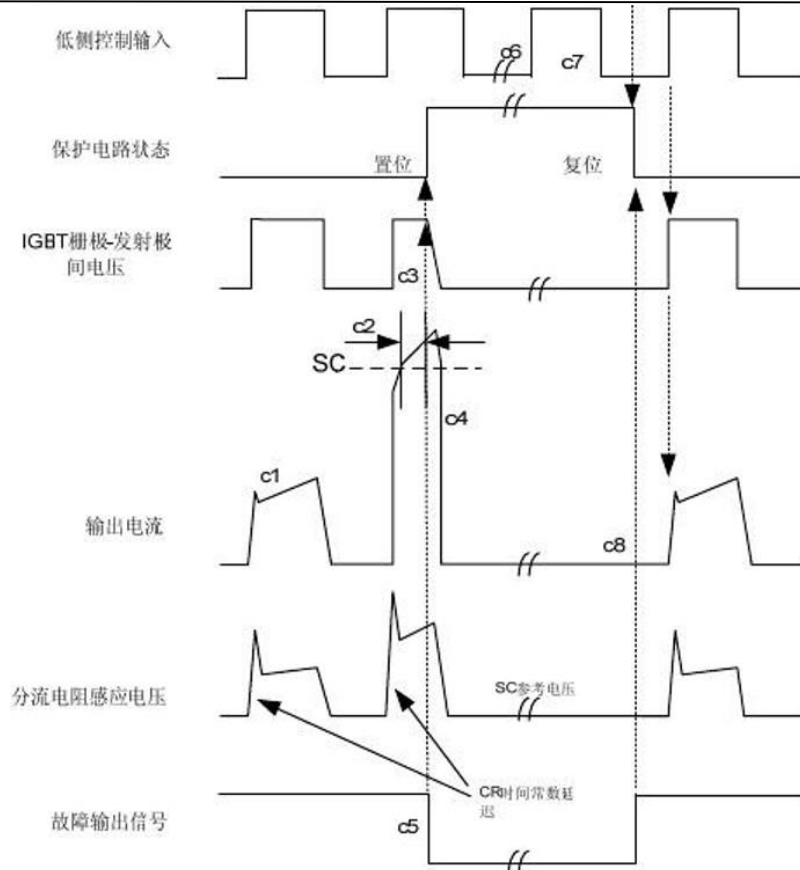 低侧控制输入
c6
c7
保护电路状态
置位
复位
IGBT栅极-发射极
间电压
c3
c2
SC
c4
c1
输出电流
c8
分流电阻感应电压
SC参考电压
CR时间常数延
迟
故障输出信号
c5